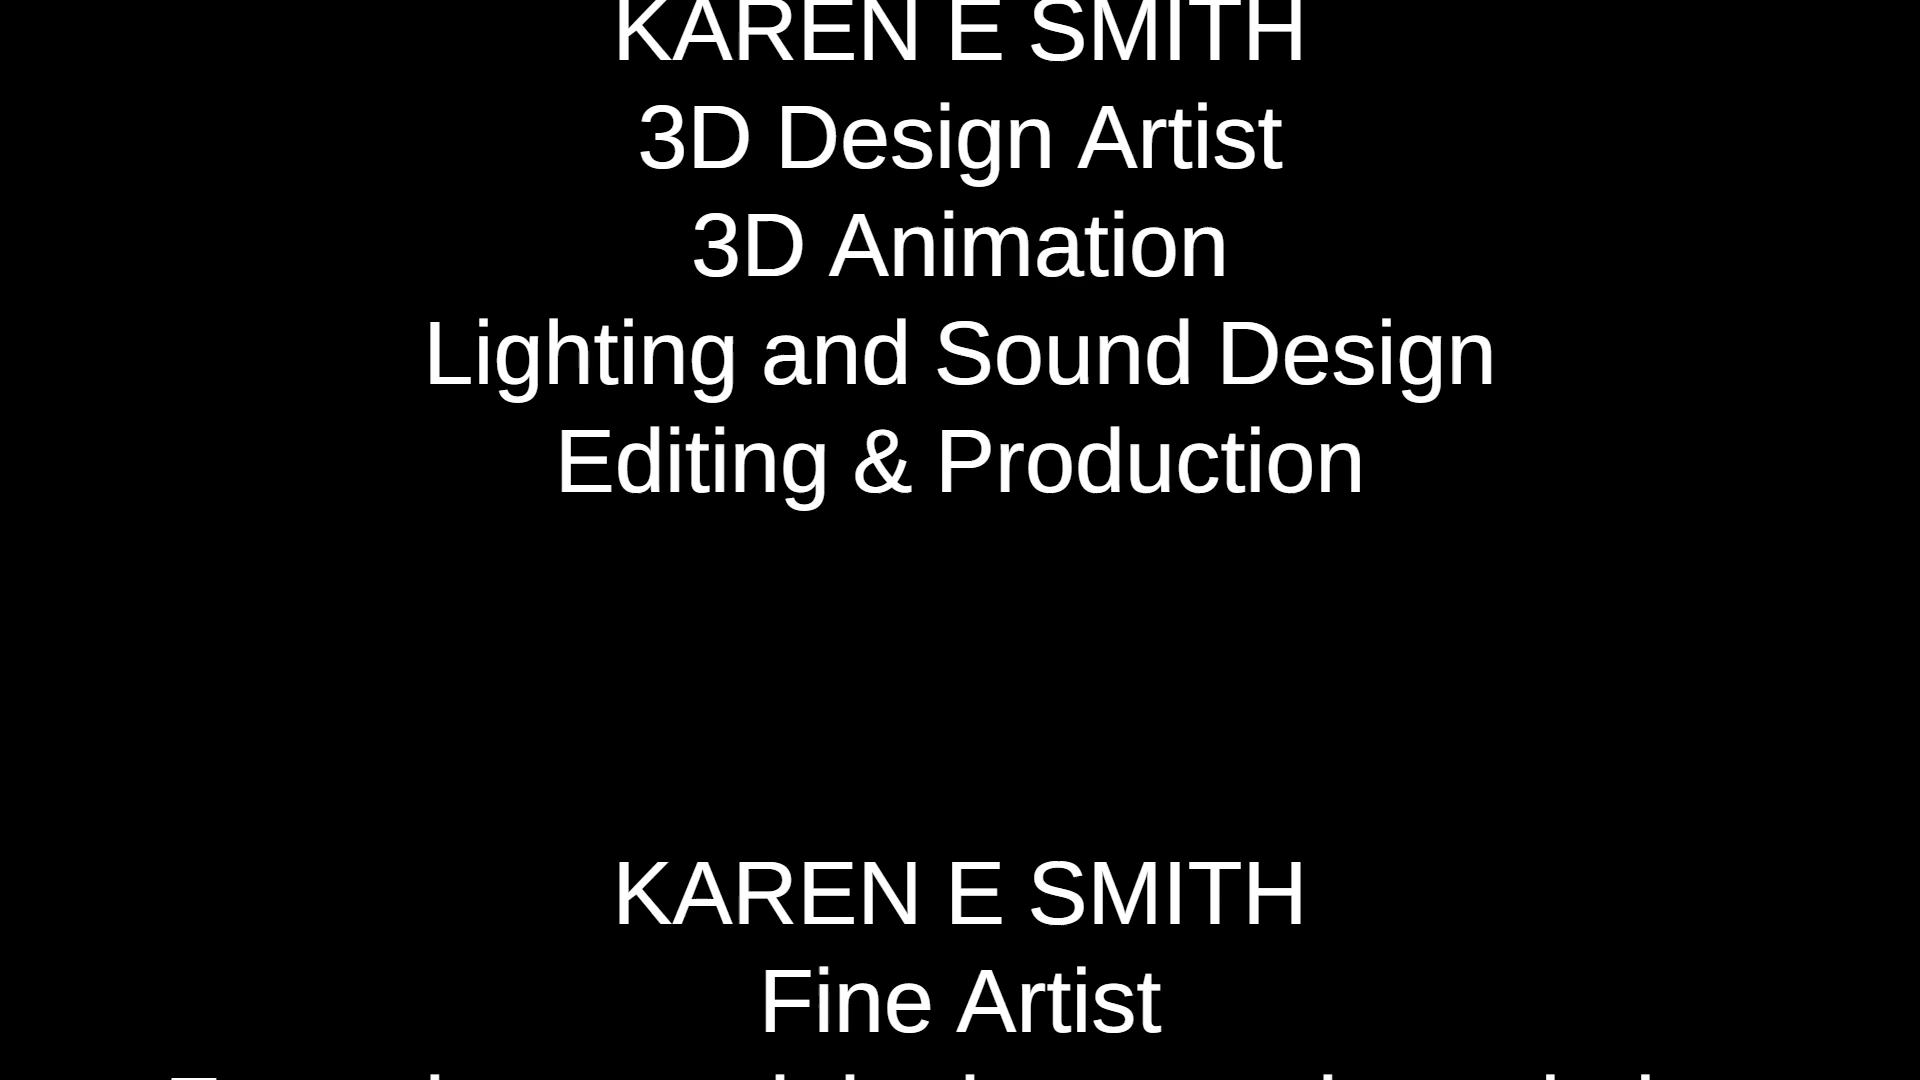 KAREN E SMITH
3D Design Artist
3D Animation
Lighting and Sound Design
Editing & Production
KAREN E SMITH
Fine Artist